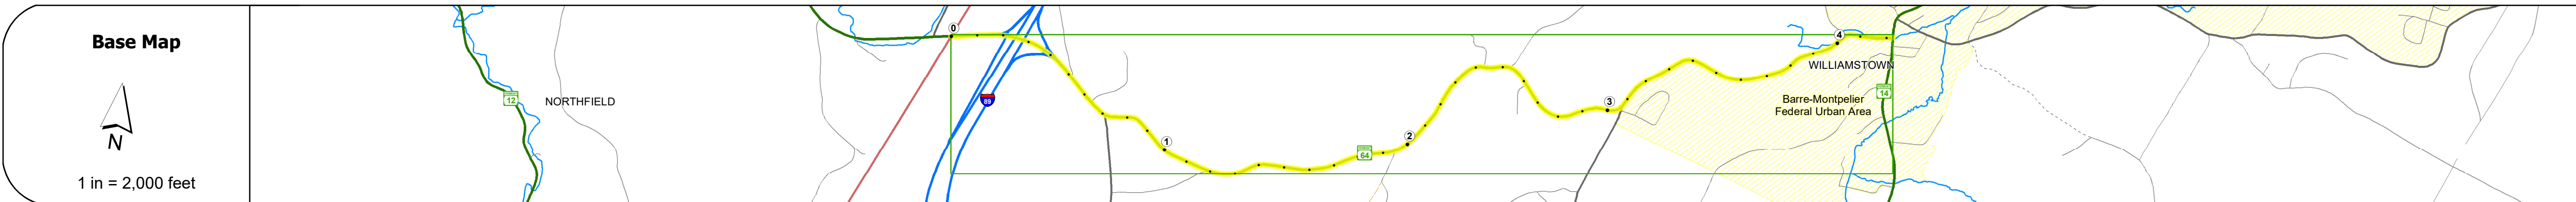 Base Map
N
1 in = 2,000 feet
12
NORTHFIELD
0
89
1
64
2
3
4
WILLIAMSTOWN
14
Barre-Montpelier
Federal Urban Area